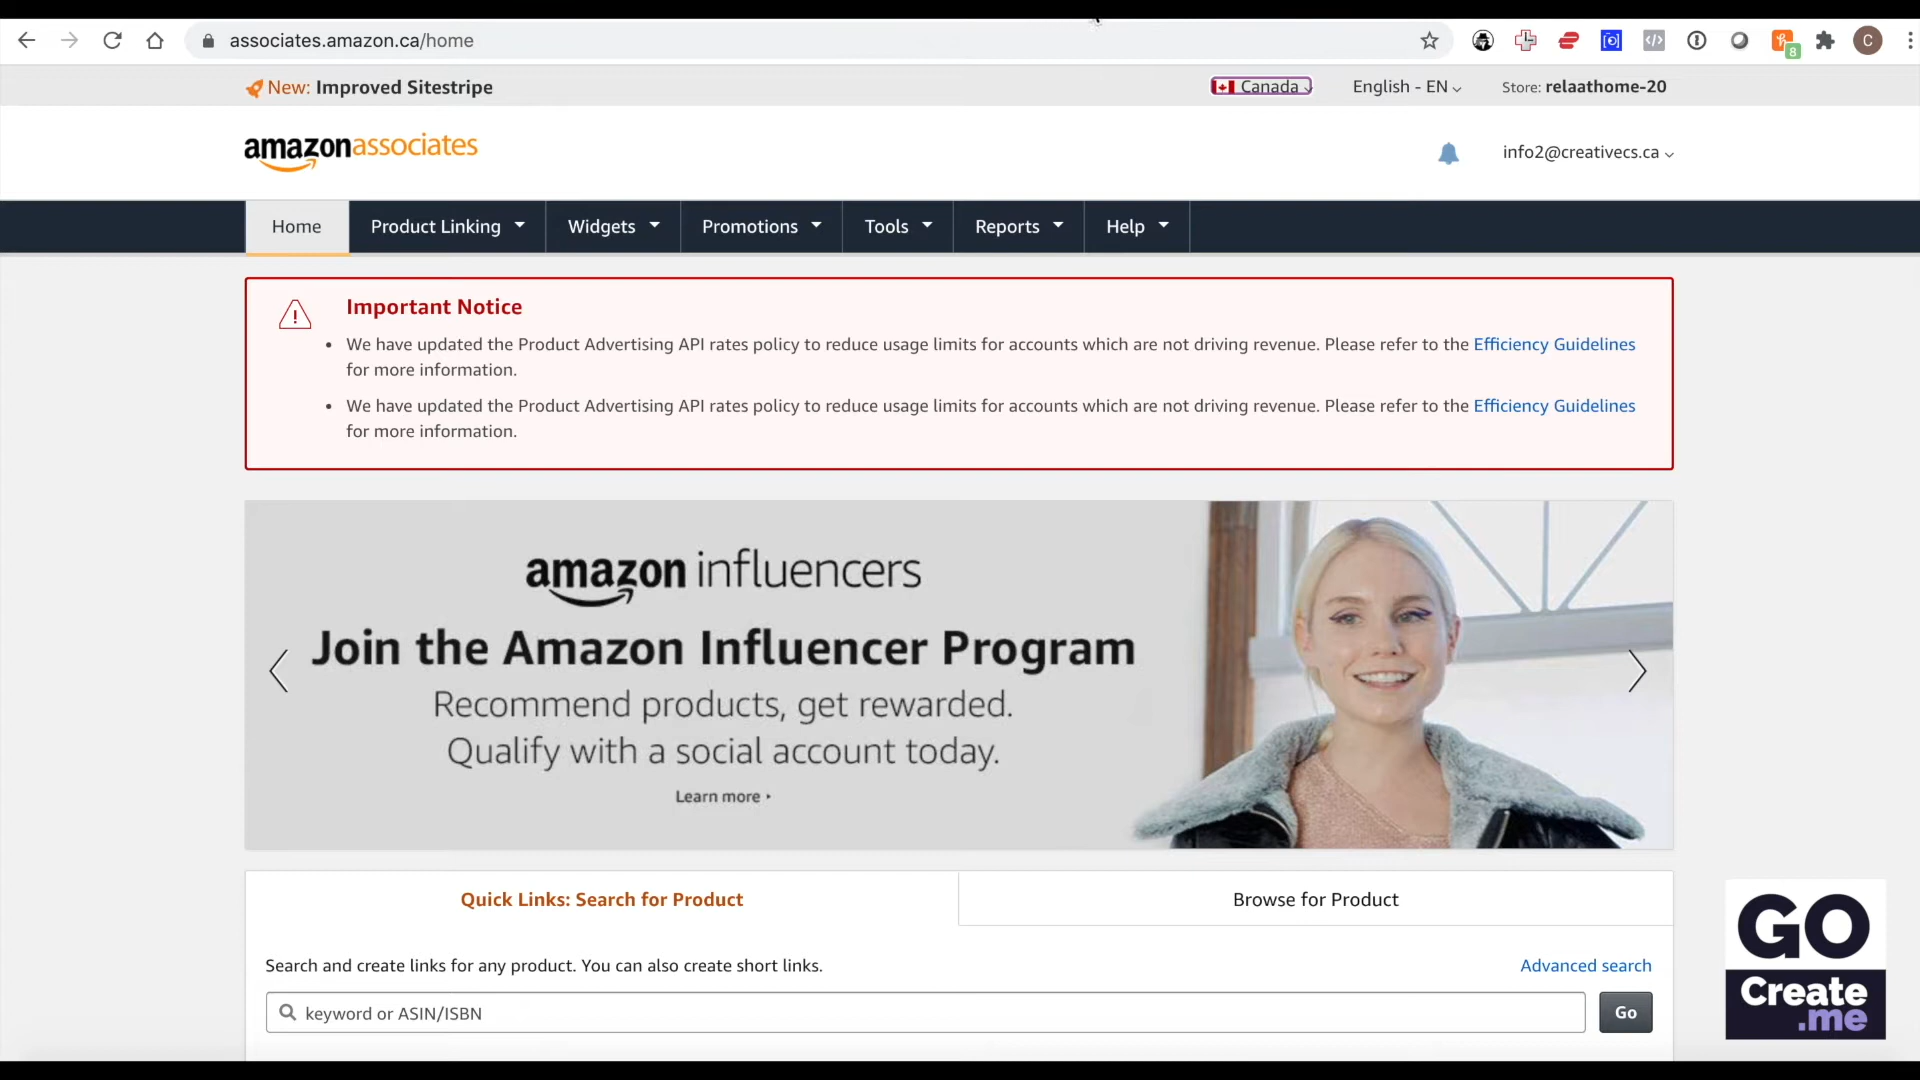 associates.amazon.ca/home
8
C
New: Improved Sitestripe
Canada
English - EN
Store: relaathome-20
amazonassociates
info2@creativecs.ca
Home
Product Linking
Widgets
Promotions
Tools
Reports
Help
Important Notice
• We have updated the Product Advertising API rates policy to reduce usage limits for accounts which are not driving revenue. Please refer to the Efficiency Guidelines
for more information.
• We have updated the Product Advertising API rates policy to reduce usage limits for accounts which are not driving revenue. Please refer to the Efficiency Guidelines
for more information.
amazon influencers
Join the Amazon Influencer Program
Recommend products, get rewarded.
Qualify with a social account today.
Learn more
Quick Links: Search for Product
Browse for Product
Search and create links for any product. You can also create short links.
Advanced search
keyword or ASIN/ISBN
Go
GO
Create
.me